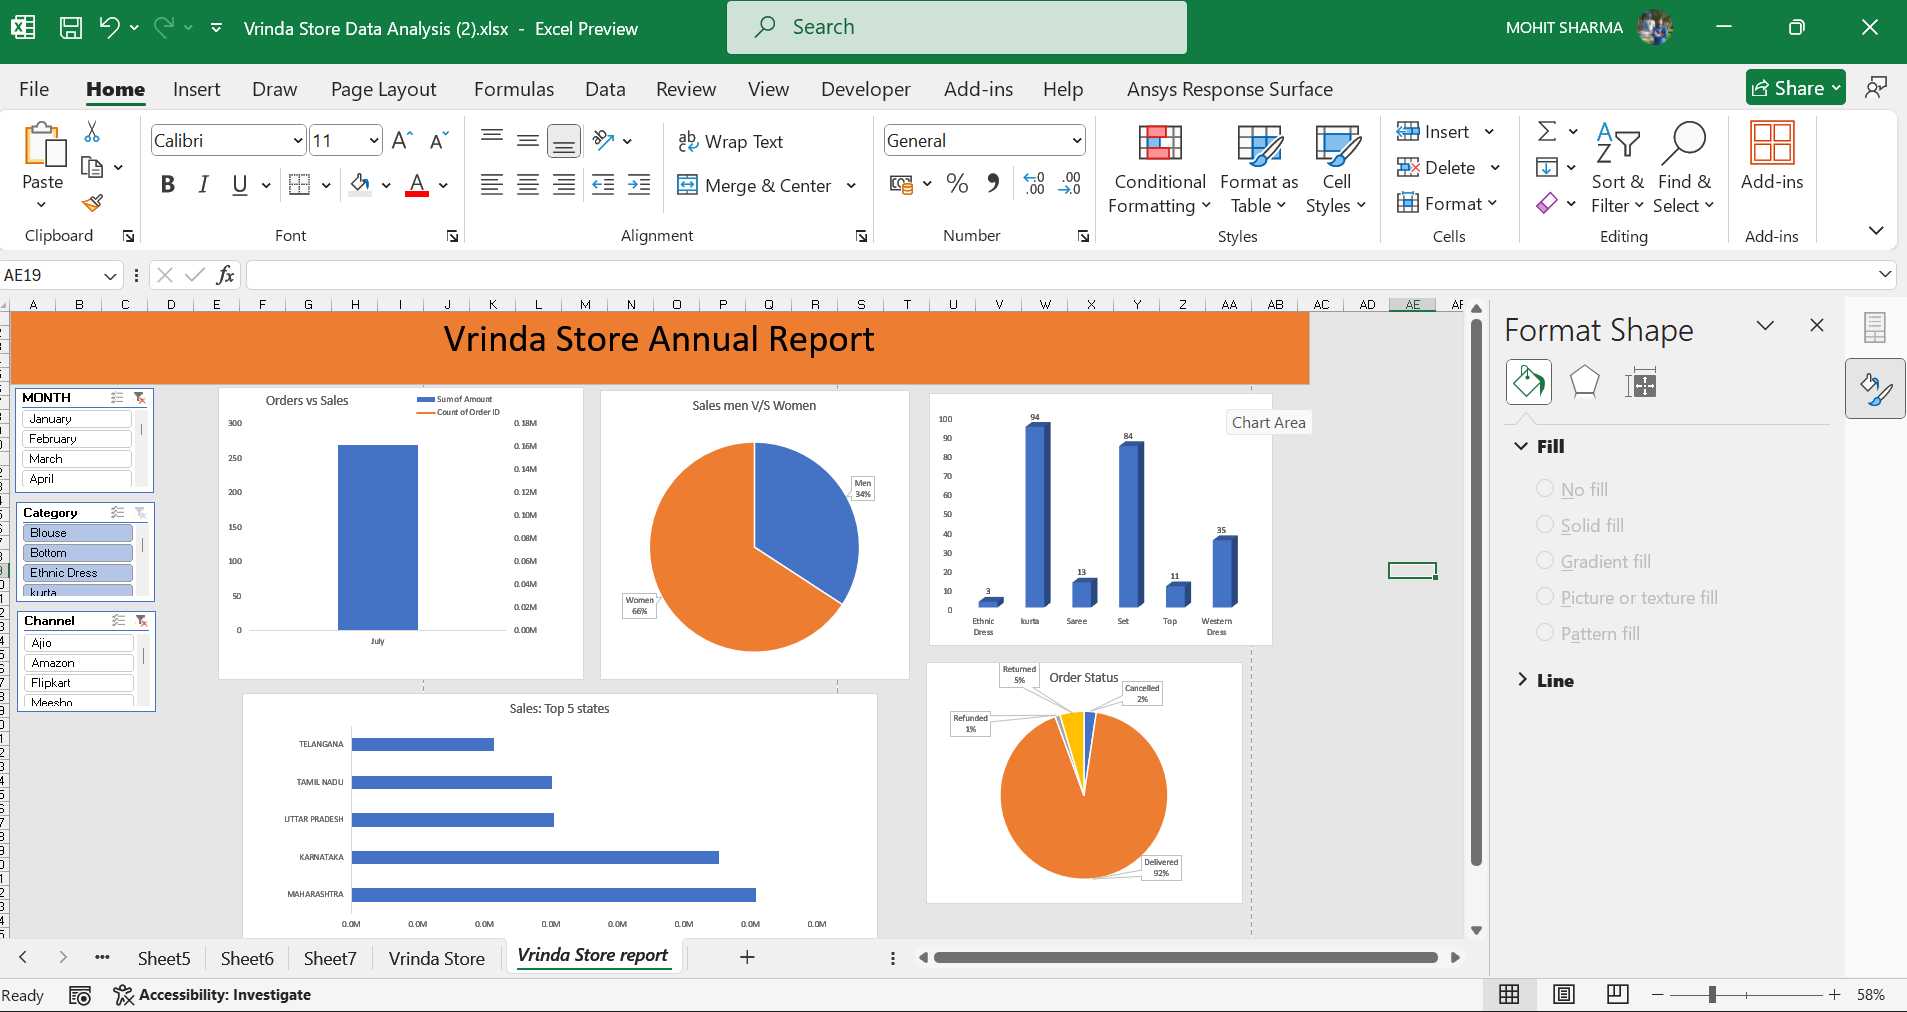 Vrinda Store Data Analysis (2).xlsx - Excel Preview
Search
MOHIT SHARMA
File Home Insert Draw Page Layout Formulas Data Review View Developer Add-ins Help Ansys Response Surface
Share
Paste
Clipboard
Calibri 11
B I U
Font
Wrap Text
Merge & Center
Alignment
General
Number
Conditional Formatting
Format as Table
Cell Styles
Styles
Insert
Delete
Format
Cells
Sort & Filter
Find & Select
Editing
Add-ins
Add-ins
AE19
fx
A B C D E F G H I J K L M N O P Q R S T U V W X Y Z AA AB AC AD AE AF
Vrinda Store Annual Report
MONTH
January
February
March
April
Category
Blouse
Bottom
Ethnic Dress
kurta
Channel
Ajio
Amazon
Flipkart
Meesho
Orders vs Sales
Sum of Amount
Count of Order ID
300
250
200
150
100
50
0
0.18M
0.16M
0.14M
0.12M
0.10M
0.08M
0.06M
0.04M
0.02M
0.00M
July
Sales men V/S Women
Men
34%
Women
66%
100
90
80
70
60
50
40
30
20
10
0
3
94
13
84
11
35
Ethnic Dress
kurta
Saree
Set
Top
Western Dress
Chart Area
Sales: Top 5 states
TELANGANA
TAMIL NADU
UTTAR PRADESH
KARNATAKA
MAHARASHTRA
0.0M 0.0M 0.0M 0.0M 0.0M 0.0M 0.0M 0.0M
Order Status
Returned
5%
Cancelled
2%
Refunded
1%
Delivered
92%
Format Shape
Fill
No fill
Solid fill
Gradient fill
Picture or texture fill
Pattern fill
Line
Sheet5 Sheet6 Sheet7 Vrinda Store Vrinda Store report
Ready
Accessibility: Investigate
58%